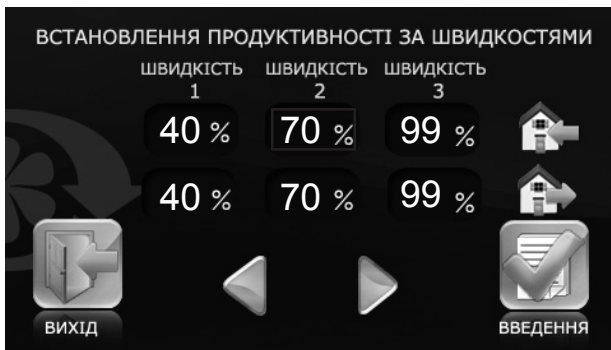 ВСТАНОВЛЕННЯ ПРОДУКТИВНОСТІ ЗА ШВИДКОСТЯМИ
ШВИДКІСТЬ ШВИДКІСТЬ ШВИДКІСТЬ
1 2 3
40 % 70 % 99 %
40 % 70 % 99 %
ВИХІД ВВЕДЕННЯ